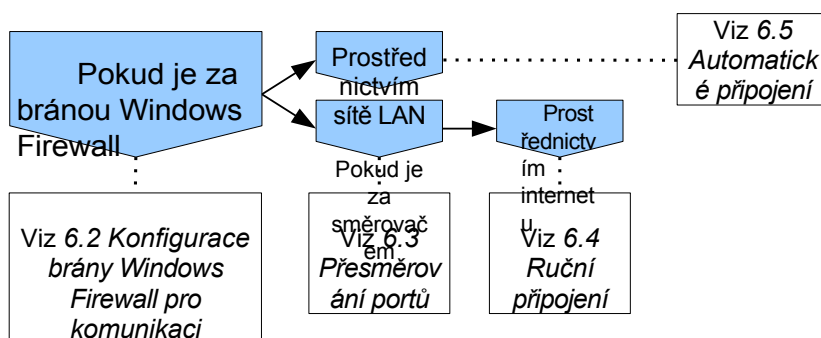 Pokud je za
bránou Windows
Firewall
Prostřed
nictvím
sítě LAN
Viz 6.5
Automatick
é připojení
Pokud je
za
směrovač
em
Prost
řednictv
ím
internet
u
Viz 6.2 Konfigurace
brány Windows
Firewall pro
komunikaci
Viz 6.3
Přesměrov
ání portů
Viz 6.4
Ruční
připojení